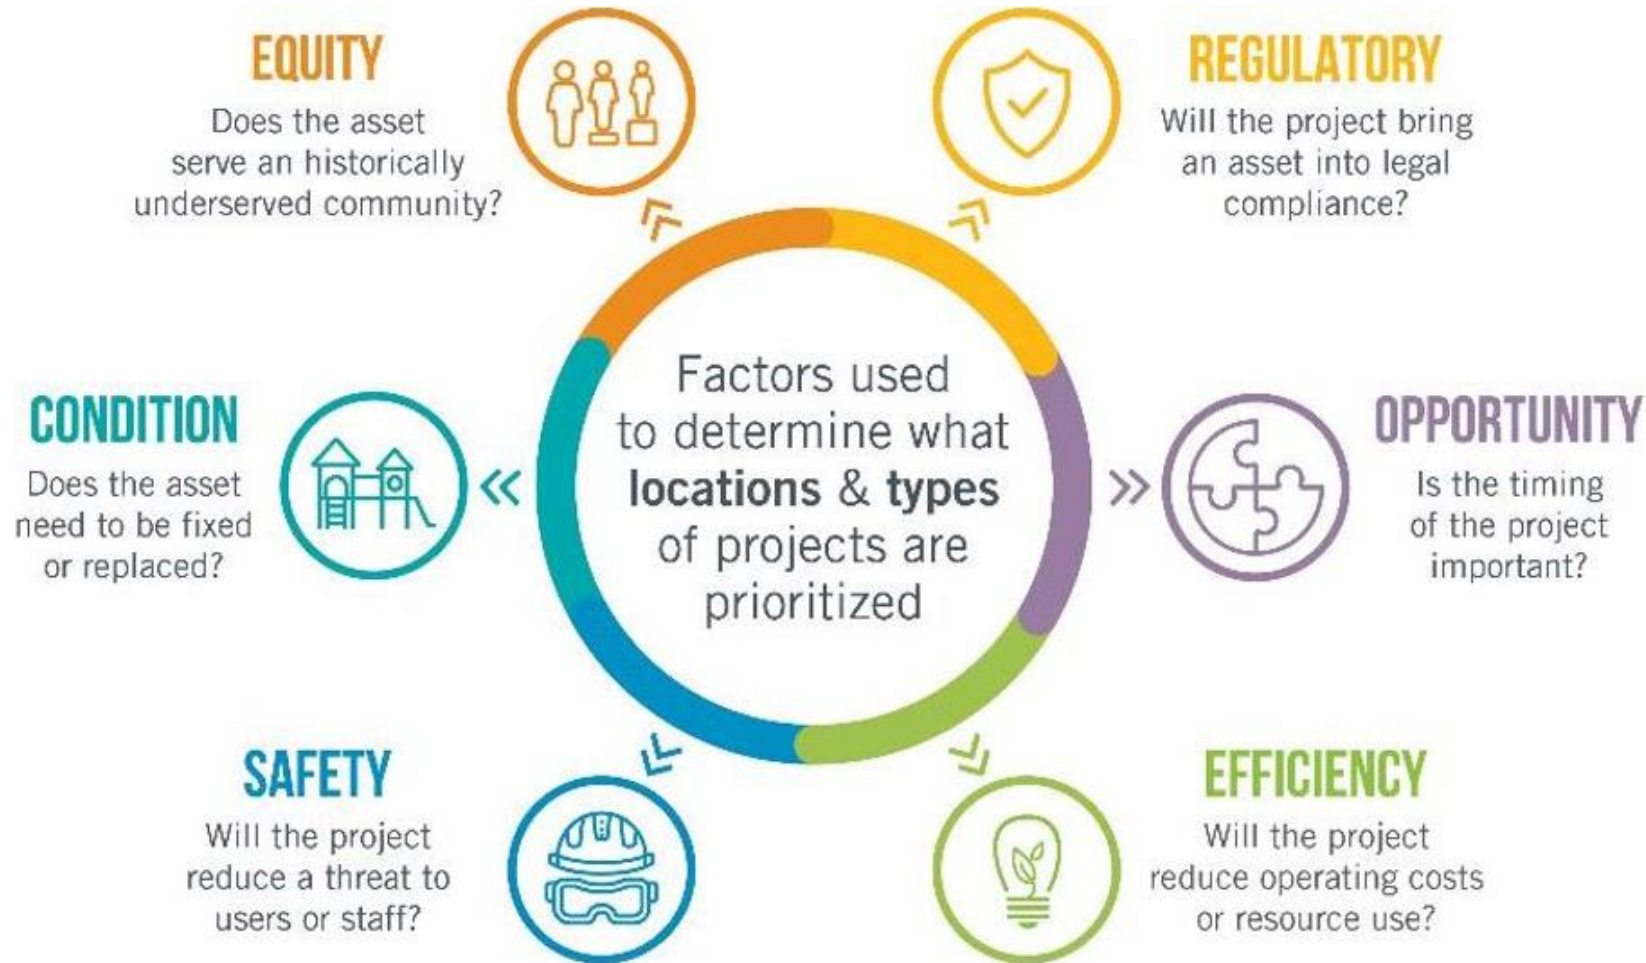 EQUITY
Does the asset
serve an historically
underserved community?
REGULATORY
Will the project bring
an asset into legal
compliance?
CONDITION
Does the asset
need to be fixed
or replaced?
Factors used
to determine what
locations & types
of projects are
prioritized
OPPORTUNITY
Is the timing
of the project
important?
SAFETY
Will the project
reduce a threat to
users or staff?
EFFICIENCY
Will the project
reduce operating costs
or resource use?